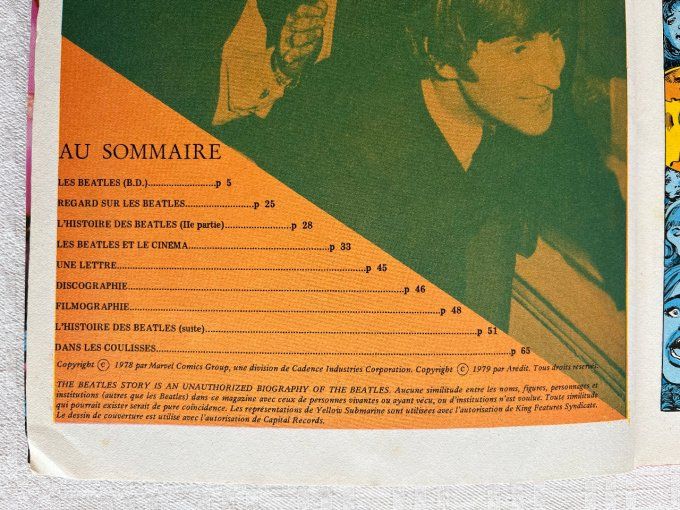 AU SOMMAIRE
LES BEATLES (B.D.)..........................p 5
REGARD SUR LES BEATLES..........................p 25
L'HISTOIRE DES BEATLES (IIe partie)..........................p 28
LES BEATLES ET LE CINEMA..........................p 33
UNE LETTRE..........................p 45
DISCOGRAPHIE..........................p 46
FILMOGRAPHIE..........................p 48
L'HISTOIRE DES BEATLES (suite)..........................p 51
DANS LES COULISSES..........................p 65
Copyright © 1978 par Marvel Comics Group, une division de Cadence Industries Corporation. Copyright © 1979 par Arédit. Tous droits reservés.
THE BEATLES STORY IS AN UNAUTHORIZED BIOGRAPHY OF THE BEATLES. Aucune similitude entre les noms, figures, personnages et
institutions (autres que les Beatles) dans ce magazine avec ceux de personnes vivantes ou ayant vécu, ou d'institutions n'est voulue. Toute similitude
qui pourrait exister serait de pure coïncidence. Les représentations de Yellow Submarine sont utilisées avec l'autorisation de King Features Syndicate.
Le dessin de couverture est utilisé avec l'autorisation de Capital Records.